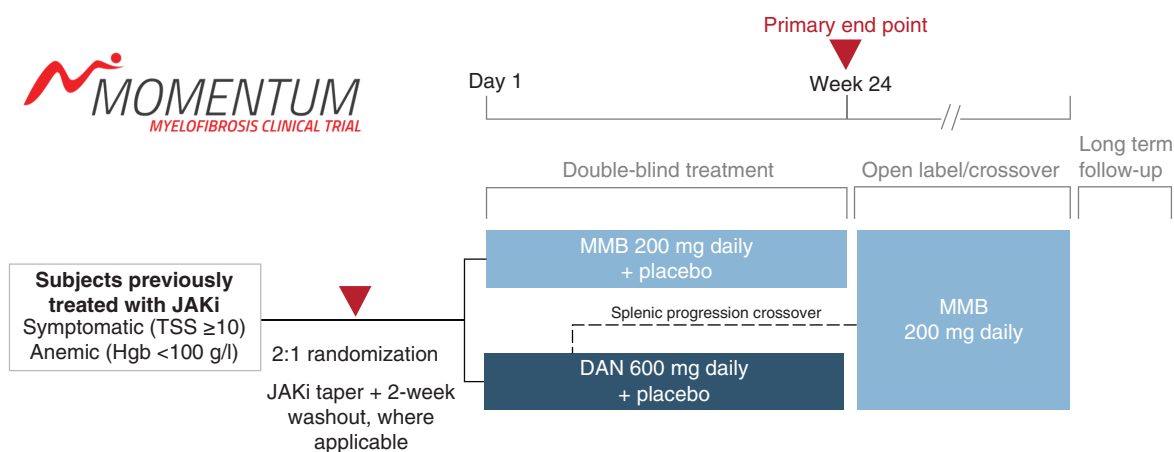 MOMENTUM
MYELOFIBROSIS CLINICAL TRIAL
Primary end point
Day 1
Week 24
Double-blind treatment
Open label/crossover
Long term
follow-up
Subjects previously
treated with JAKi
Symptomatic (TSS ≥10)
Anemic (Hgb <100 g/l)
2:1 randomization
JAKi taper + 2-week
washout, where
applicable
MMB 200 mg daily
+ placebo
Splenic progression crossover
DAN 600 mg daily
+ placebo
MMB
200 mg daily